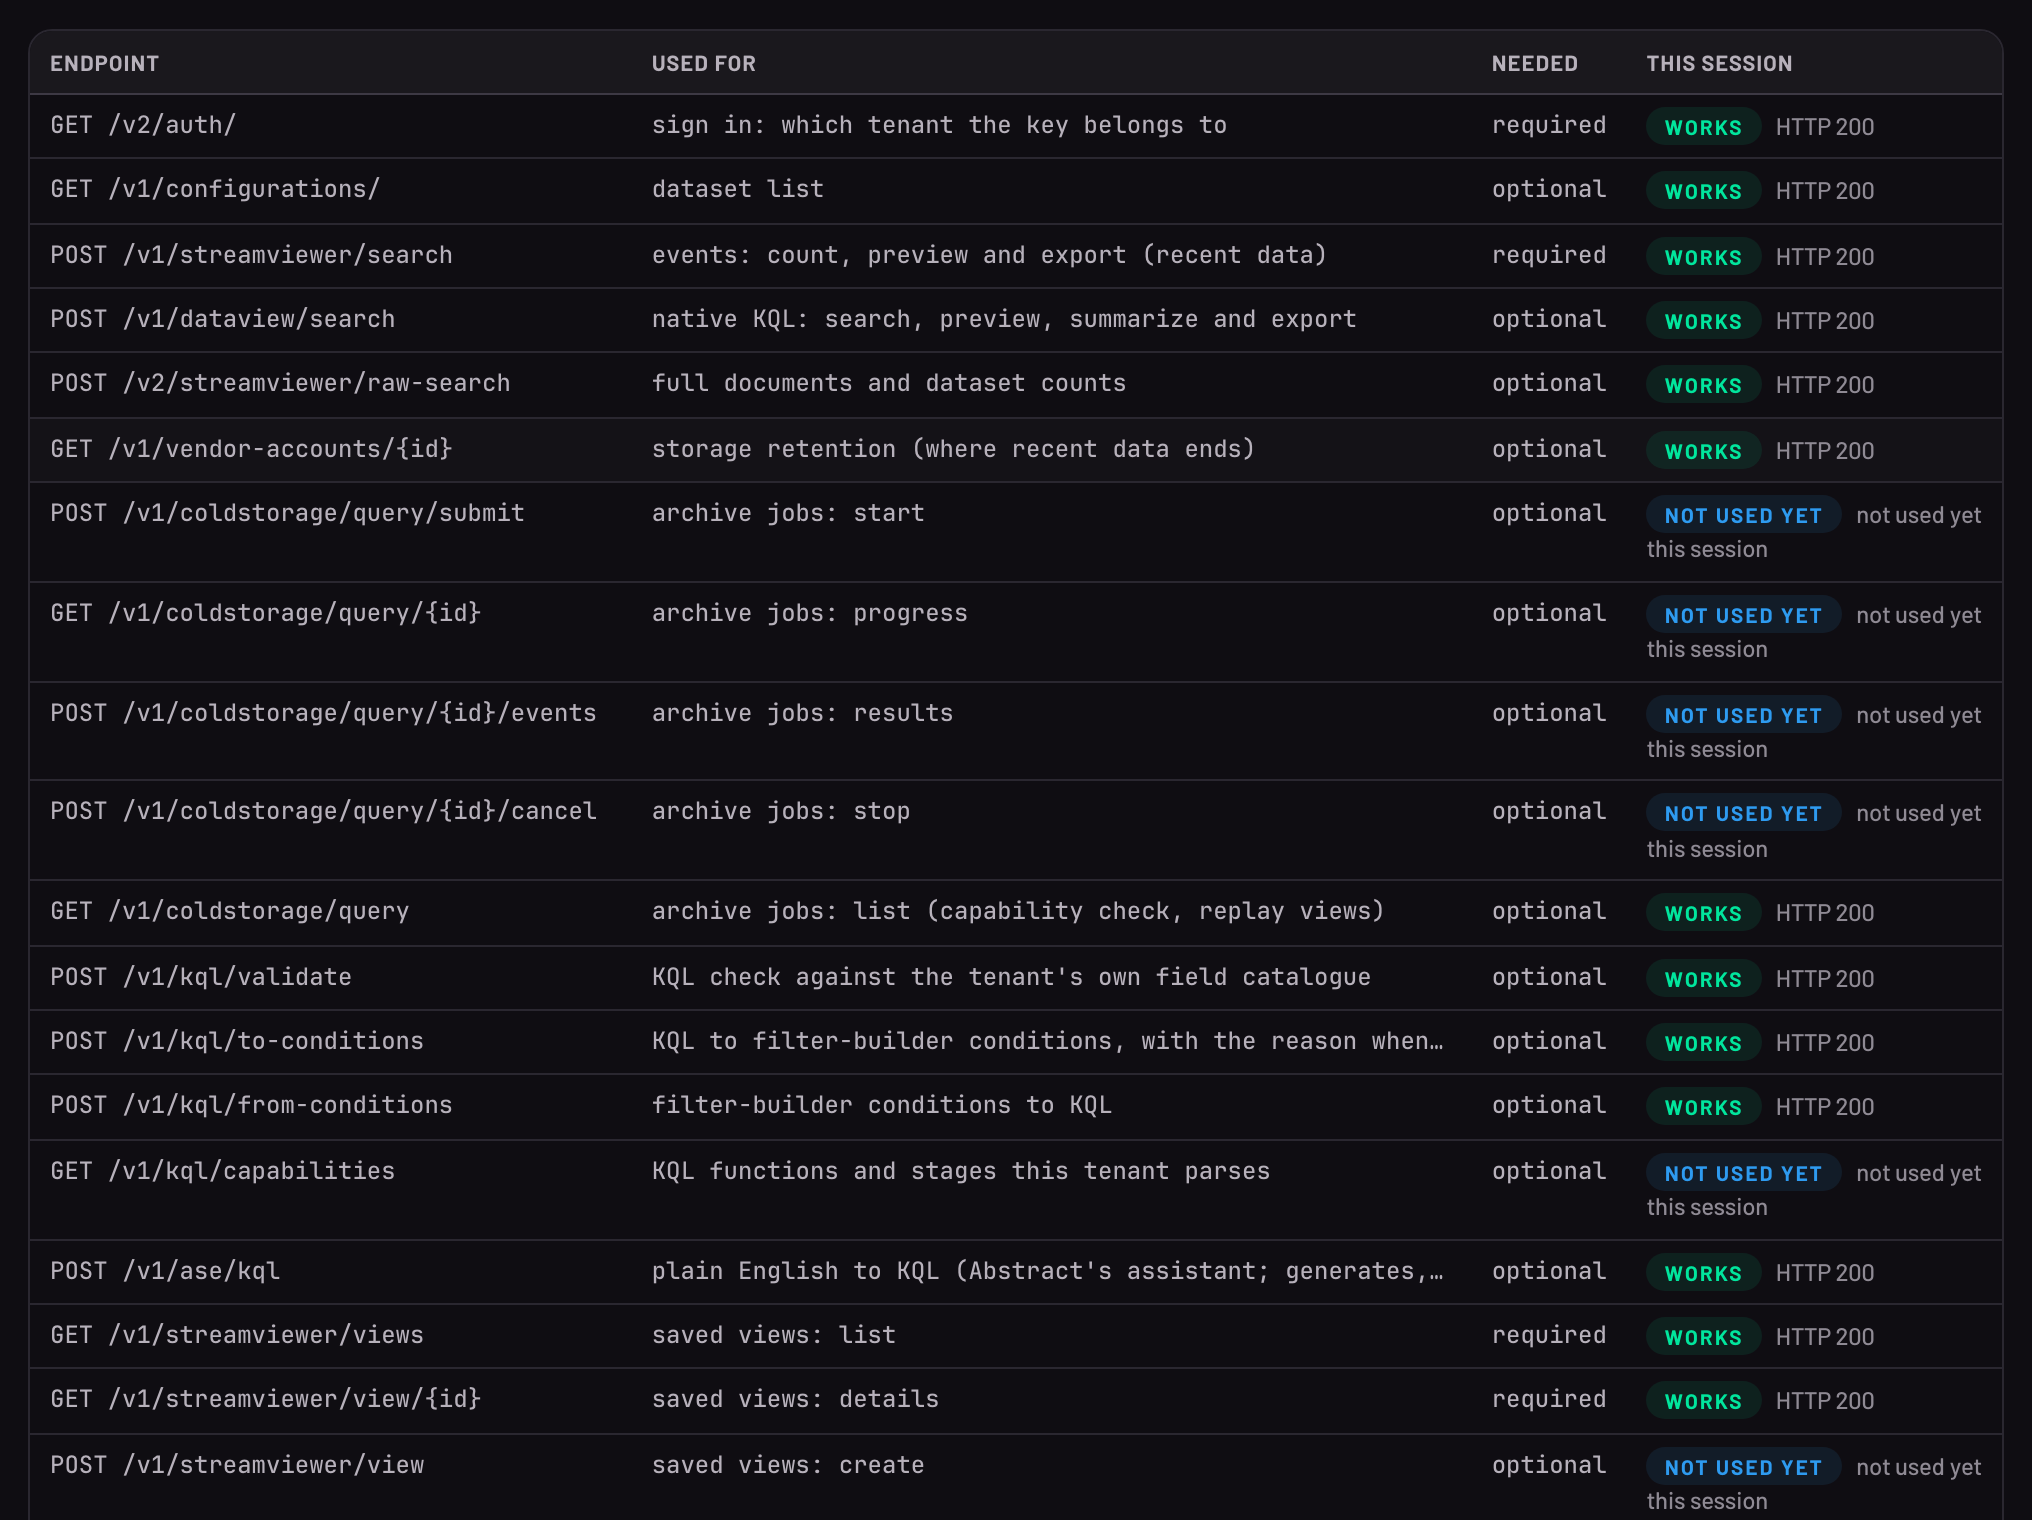 ENDPOINT USED FOR NEEDED THIS SESSION
GET /v2/auth/ sign in: which tenant the key belongs to required WORKS HTTP 200
GET /v1/configurations/ dataset list optional WORKS HTTP 200
POST /v1/streamviewer/search events: count, preview and export (recent data) required WORKS HTTP 200
POST /v1/dataview/search native KQL: search, preview, summarize and export optional WORKS HTTP 200
POST /v2/streamviewer/raw-search full documents and dataset counts optional WORKS HTTP 200
GET /v1/vendor-accounts/{id} storage retention (where recent data ends) optional WORKS HTTP 200
POST /v1/coldstorage/query/submit archive jobs: start optional NOT USED YET not used yet
this session
GET /v1/coldstorage/query/{id} archive jobs: progress optional NOT USED YET not used yet
this session
POST /v1/coldstorage/query/{id}/events archive jobs: results optional NOT USED YET not used yet
this session
POST /v1/coldstorage/query/{id}/cancel archive jobs: stop optional NOT USED YET not used yet
this session
GET /v1/coldstorage/query archive jobs: list (capability check, replay views) optional WORKS HTTP 200
POST /v1/kql/validate KQL check against the tenant's own field catalogue optional WORKS HTTP 200
POST /v1/kql/to-conditions KQL to filter-builder conditions, with the reason when… optional WORKS HTTP 200
POST /v1/kql/from-conditions filter-builder conditions to KQL optional WORKS HTTP 200
GET /v1/kql/capabilities KQL functions and stages this tenant parses optional NOT USED YET not used yet
this session
POST /v1/ase/kql plain English to KQL (Abstract's assistant; generates,… optional WORKS HTTP 200
GET /v1/streamviewer/views saved views: list required WORKS HTTP 200
GET /v1/streamviewer/view/{id} saved views: details required WORKS HTTP 200
POST /v1/streamviewer/view saved views: create optional NOT USED YET not used yet
this session